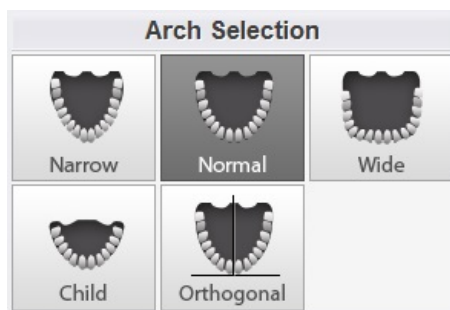 Arch Selection
Narrow
Normal
Wide
Child
Orthogonal